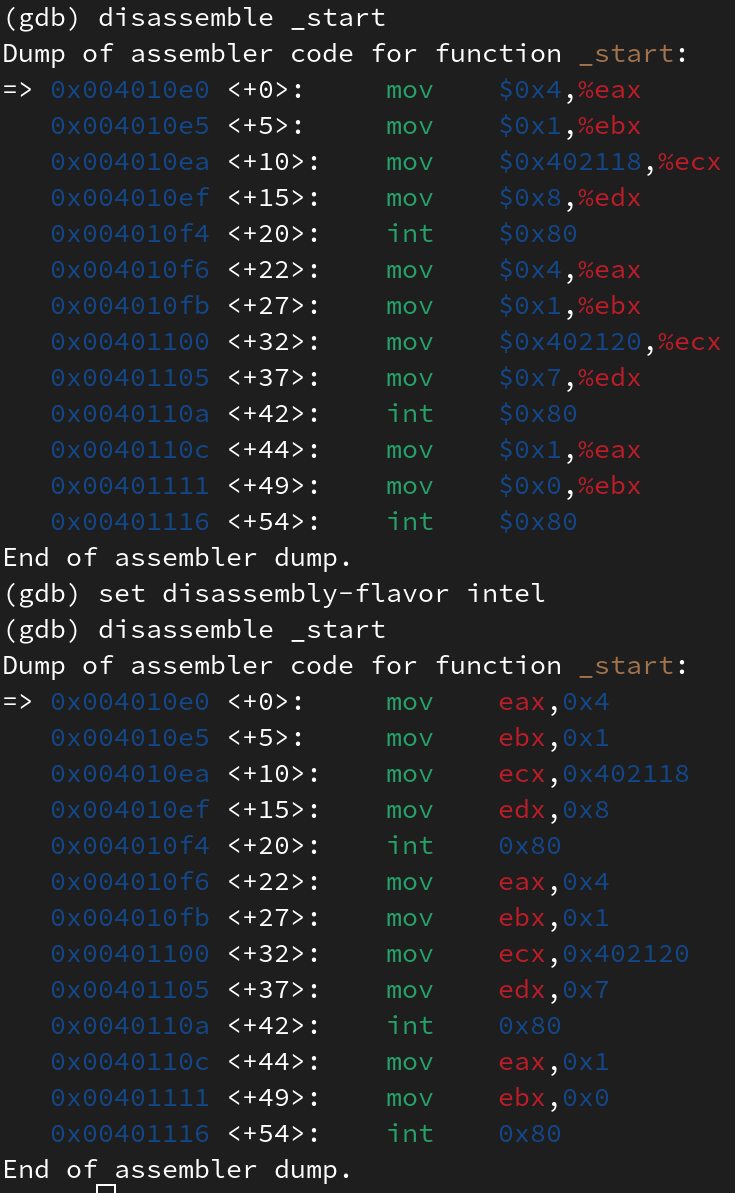 (gdb) disassemble _start
Dump of assembler code for function _start:
=> 0x004010e0 <+0>:     mov    $0x4,%eax
   0x004010e5 <+5>:     mov    $0x1,%ebx
   0x004010ea <+10>:    mov    $0x402118,%ecx
   0x004010ef <+15>:    mov    $0x8,%edx
   0x004010f4 <+20>:    int    $0x80
   0x004010f6 <+22>:    mov    $0x4,%eax
   0x004010fb <+27>:    mov    $0x1,%ebx
   0x00401100 <+32>:    mov    $0x402120,%ecx
   0x00401105 <+37>:    mov    $0x7,%edx
   0x0040110a <+42>:    int    $0x80
   0x0040110c <+44>:    mov    $0x1,%eax
   0x00401111 <+49>:    mov    $0x0,%ebx
   0x00401116 <+54>:    int    $0x80
End of assembler dump.
(gdb) set disassembly-flavor intel
(gdb) disassemble _start
Dump of assembler code for function _start:
=> 0x004010e0 <+0>:     mov    eax,0x4
   0x004010e5 <+5>:     mov    ebx,0x1
   0x004010ea <+10>:    mov    ecx,0x402118
   0x004010ef <+15>:    mov    edx,0x8
   0x004010f4 <+20>:    int    0x80
   0x004010f6 <+22>:    mov    eax,0x4
   0x004010fb <+27>:    mov    ebx,0x1
   0x00401100 <+32>:    mov    ecx,0x402120
   0x00401105 <+37>:    mov    edx,0x7
   0x0040110a <+42>:    int    0x80
   0x0040110c <+44>:    mov    eax,0x1
   0x00401111 <+49>:    mov    ebx,0x0
   0x00401116 <+54>:    int    0x80
End of assembler dump.